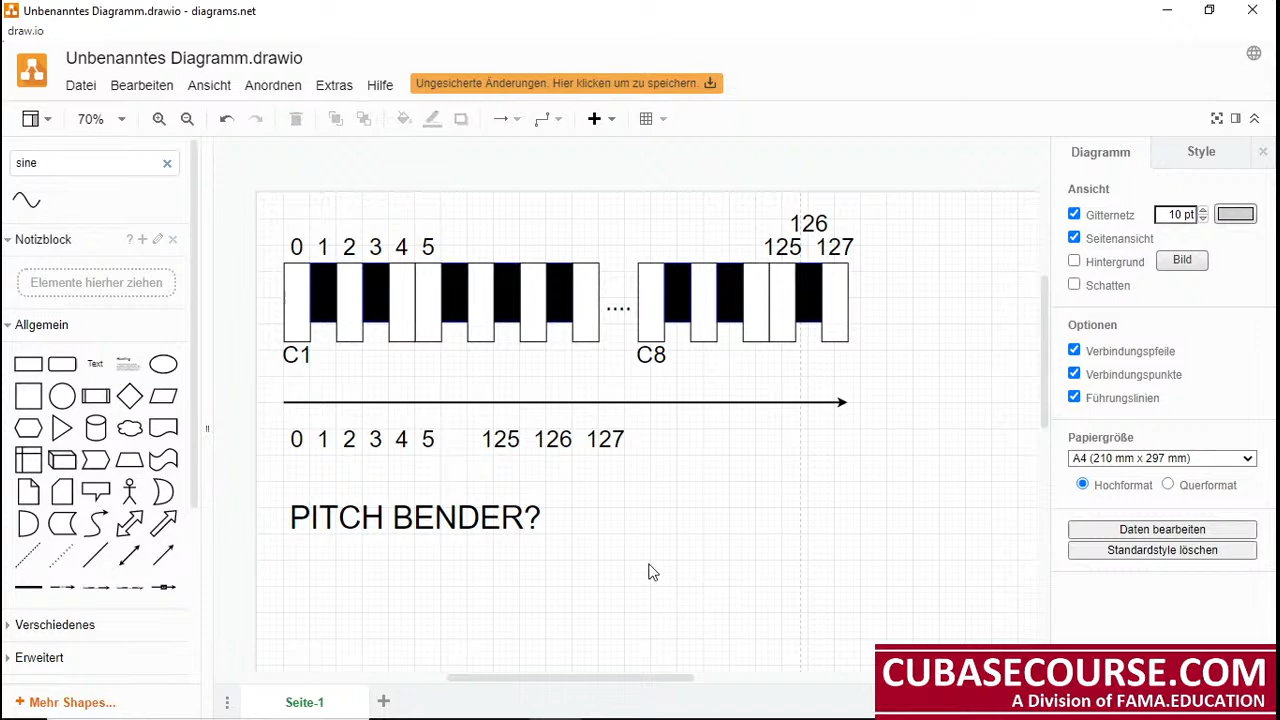 Unbenanntes Diagramm.drawio - diagrams.net
draw.io
Unbenanntes Diagramm.drawio
Datei Bearbeiten Ansicht Anordnen Extras Hilfe Ungesicherte Änderungen. Hier klicken um zu speichern
70%
sine
Notizblock ?
Elemente hierher ziehen
Allgemein
Text
Verschiedenes
Erweitert
+ Mehr Shapes...
126
0 1 2 3 4 5 125 127
....
C1 C8
0 1 2 3 4 5 125 126 127
PITCH BENDER?
Seite-1
Diagramm Style
Ansicht
Gitternetz 10 pt
Seitenansicht
Hintergrund Bild
Schatten
Optionen
Verbindungspfeile
Verbindungspunkte
Führungslinien
Papiergröße
A4 (210 mm x 297 mm)
Hochformat Querformat
Daten bearbeiten
Standardstyle löschen
CUBASECOURSE.COM
A Division of FAMA.EDUCATION